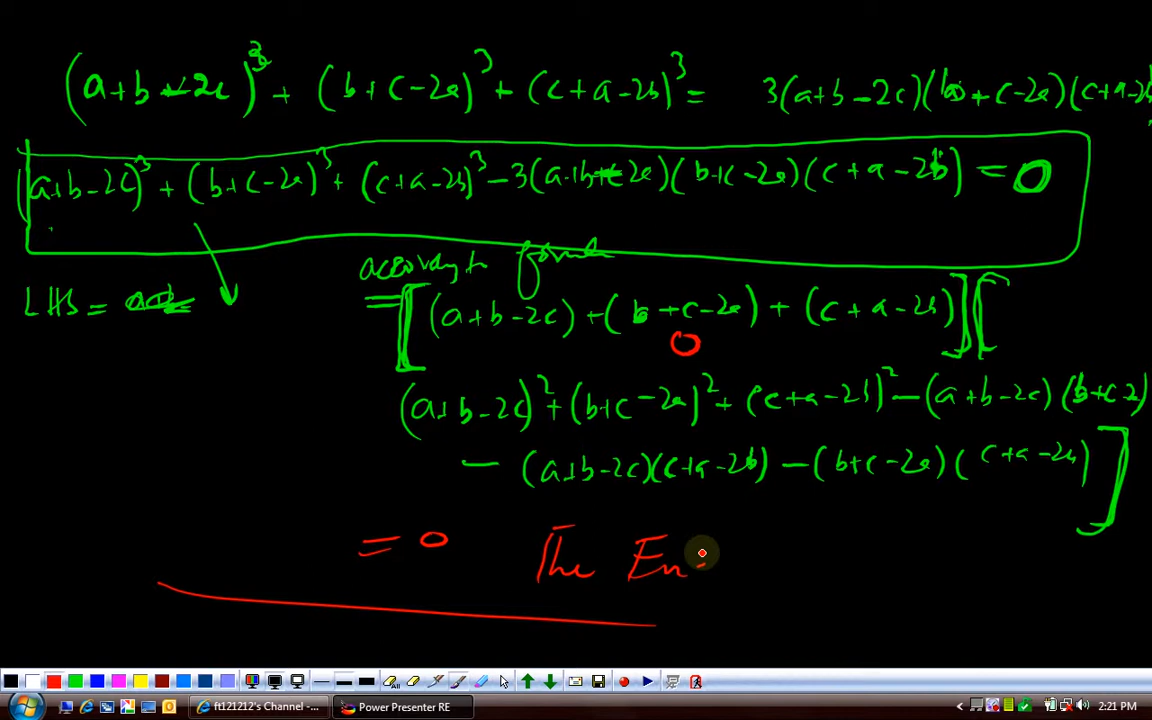 (a+b-2c)³ + (b+c-2a)³ + (c+a-2b)³ = 3(a+b-2c)(b+c-2a)(c+a-2b
(a+b-2c)³ + (b+c-2a)³ + (c+a-2b)³ - 3(a+b-2c)(b+c-2a)(c+a-2b) = 0
according to formula
LHS =
= [(a+b-2c) + (b+c-2a) + (c+a-2b)][
0
(a+b-2c)² + (b+c-2a)² + (c+a-2b)² - (a+b-2c)(b+c-2)
- (a+b-2c)(c+a-2b) - (b+c-2a)(c+a-2b)]
= 0 The En
ft121212's Channel - ...
Power Presenter RE
2:21 PM